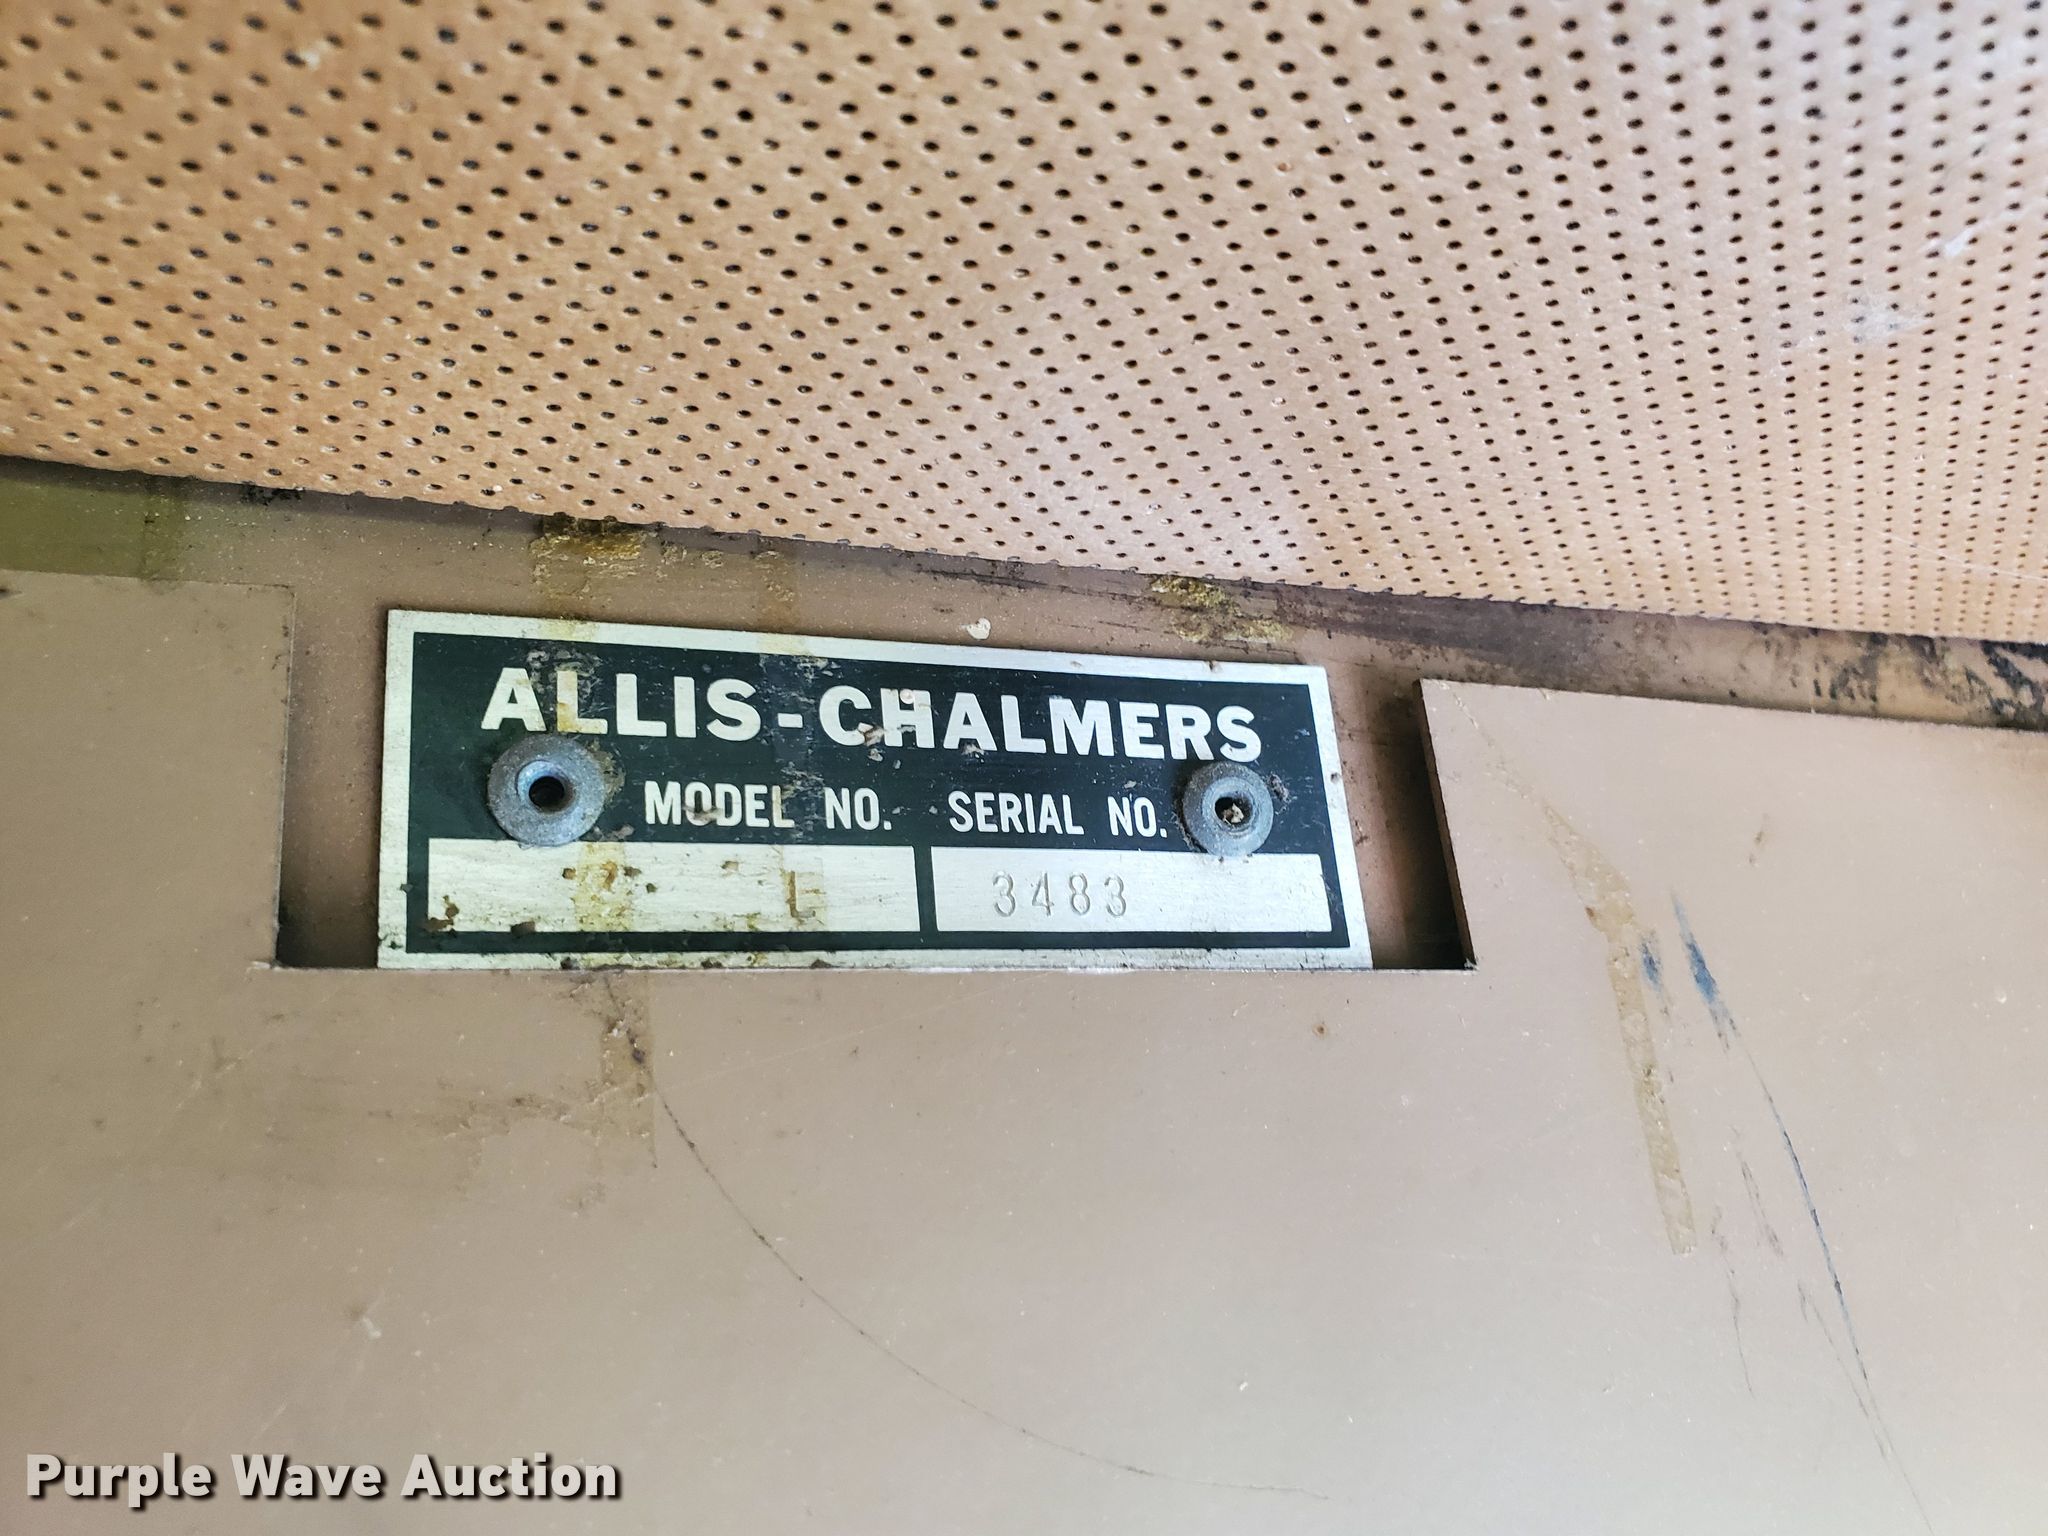 ALLIS-CHALMERS
MODEL NO. SERIAL NO.
L 3483
Purple Wave Auction